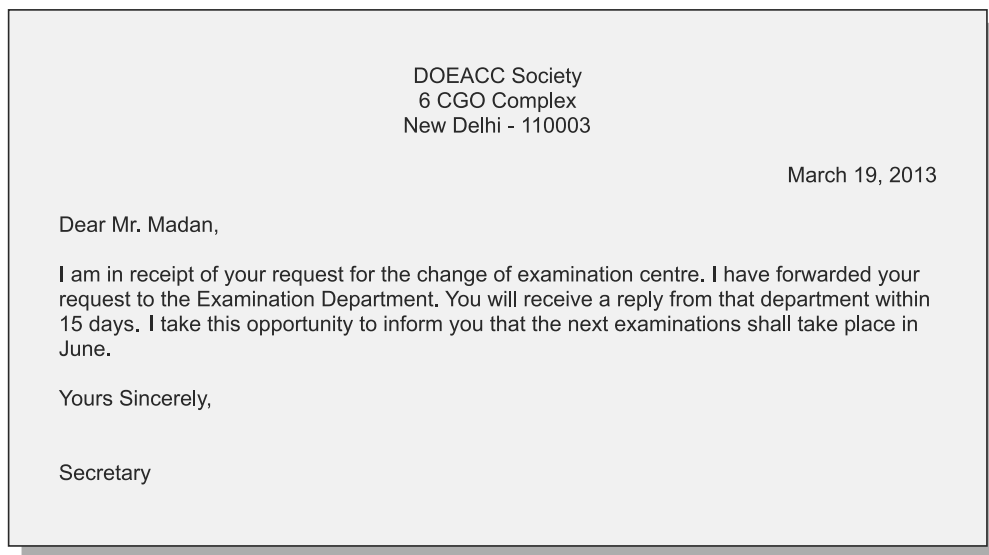 DOEACC Society
6 CGO Complex
New Delhi - 110003
March 19, 2013
Dear Mr. Madan,
I am in receipt of your request for the change of examination centre. I have forwarded your
request to the Examination Department. You will receive a reply from that department within
15 days. I take this opportunity to inform you that the next examinations shall take place in
June.
Yours Sincerely,
Secretary